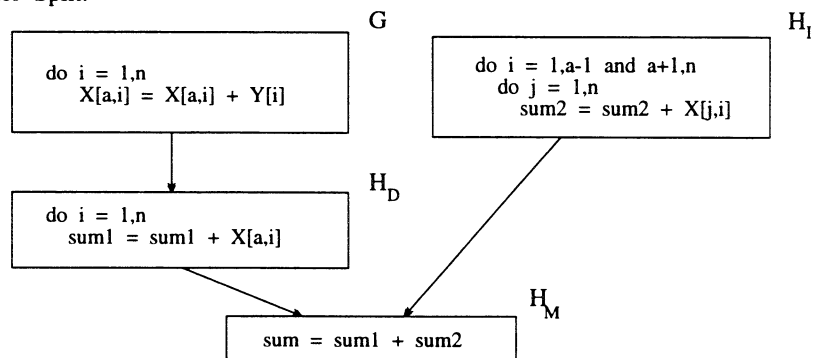 G
do i = 1,n
X[a,i] = X[a,i] + Y[i]
H_I
do i = 1,a-1 and a+1,n
do j = 1,n
sum2 = sum2 + X[j,i]
H_D
do i = 1,n
sum1 = sum1 + X[a,i]
H_M
sum = sum1 + sum2